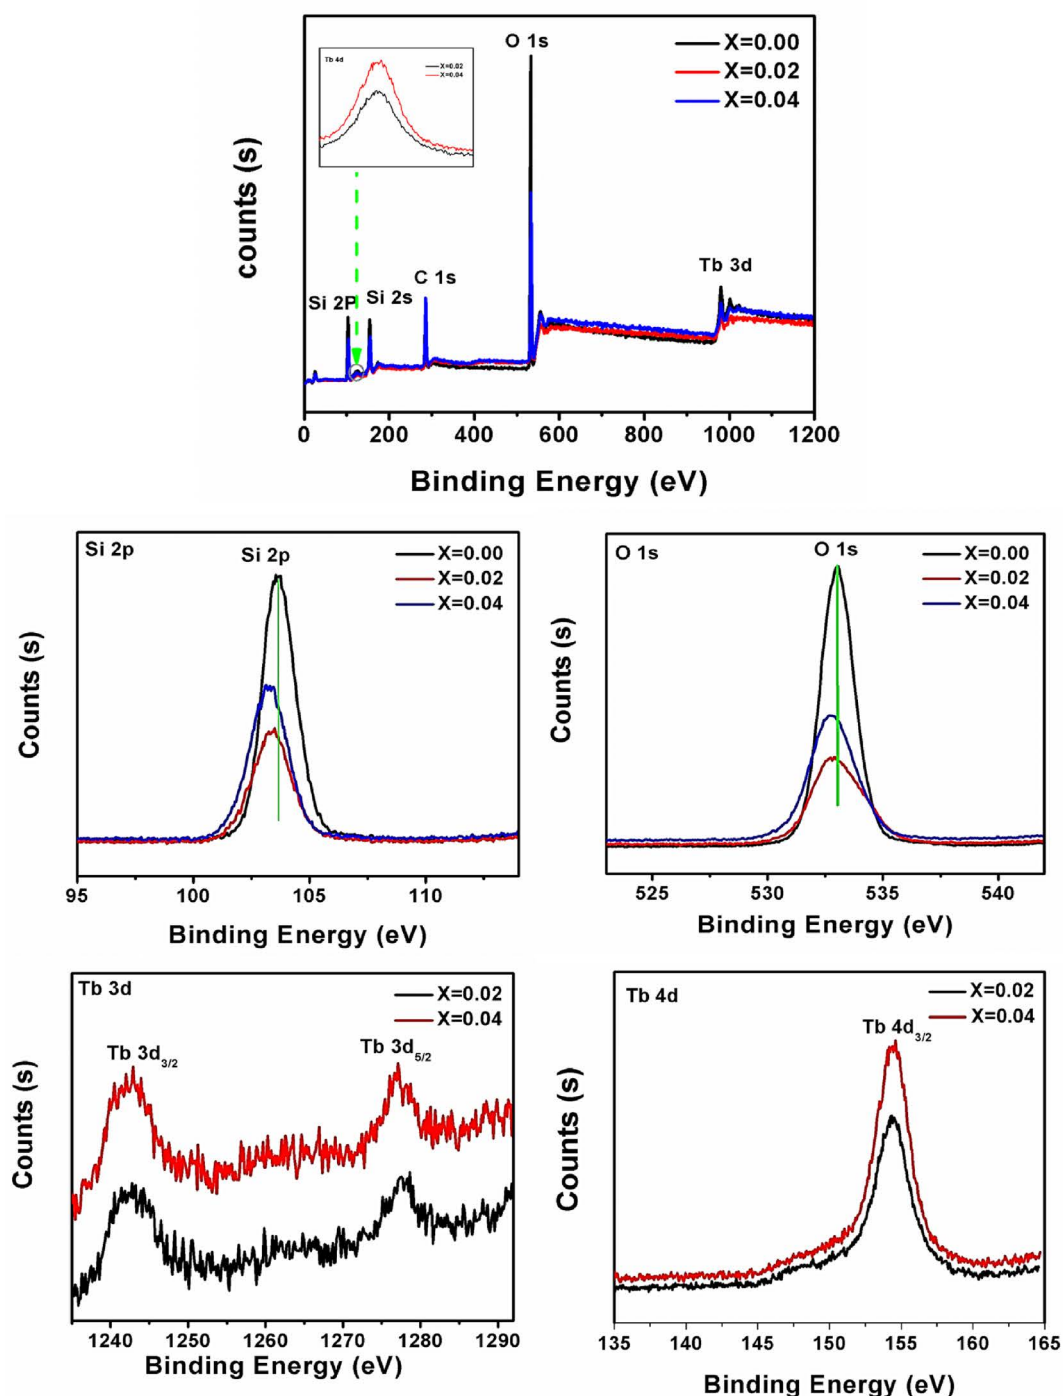 O 1s
X=0.00
X=0.02
X=0.04
Tb 4d
X=0.02
X=0.04
counts (s)
Tb 3d
C 1s
Si 2P
Si 2s
0 200 400 600 800 1000 1200
Binding Energy (eV)
Si 2p
Si 2p
X=0.00
X=0.02
X=0.04
Counts (s)
95 100 105 110
Binding Energy (eV)
O 1s
O 1s
X=0.00
X=0.02
X=0.04
Counts (s)
525 530 535 540
Binding Energy (eV)
Tb 3d
X=0.02
X=0.04
Tb 3d3/2
Tb 3d5/2
Counts (s)
1240 1250 1260 1270 1280 1290
Binding Energy (eV)
Tb 4d
X=0.02
X=0.04
Tb 4d3/2
Counts (s)
135 140 145 150 155 160 165
Binding Energy (eV)